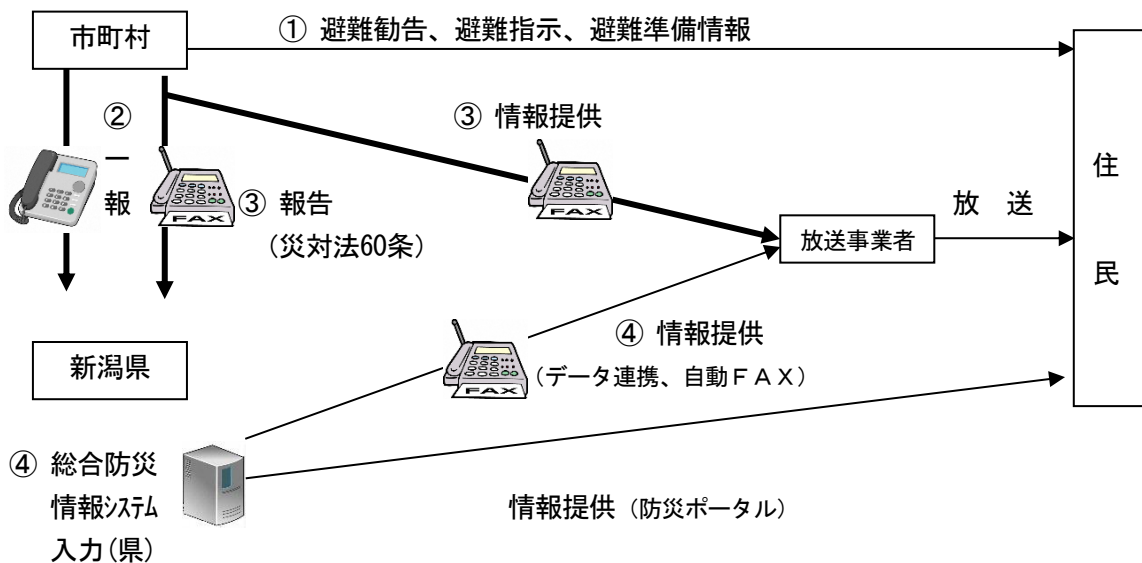 市町村
① 避難勧告、避難指示、避難準備情報
②
一
報
③ 情報提供
FAX
FAX
③ 報告
(災対法60条)
放送事業者
放 送
住
民
④ 情報提供
(データ連携、自動ＦＡＸ)
FAX
新潟県
④ 総合防災
情報システム
入力(県)
情報提供(防災ポータル)